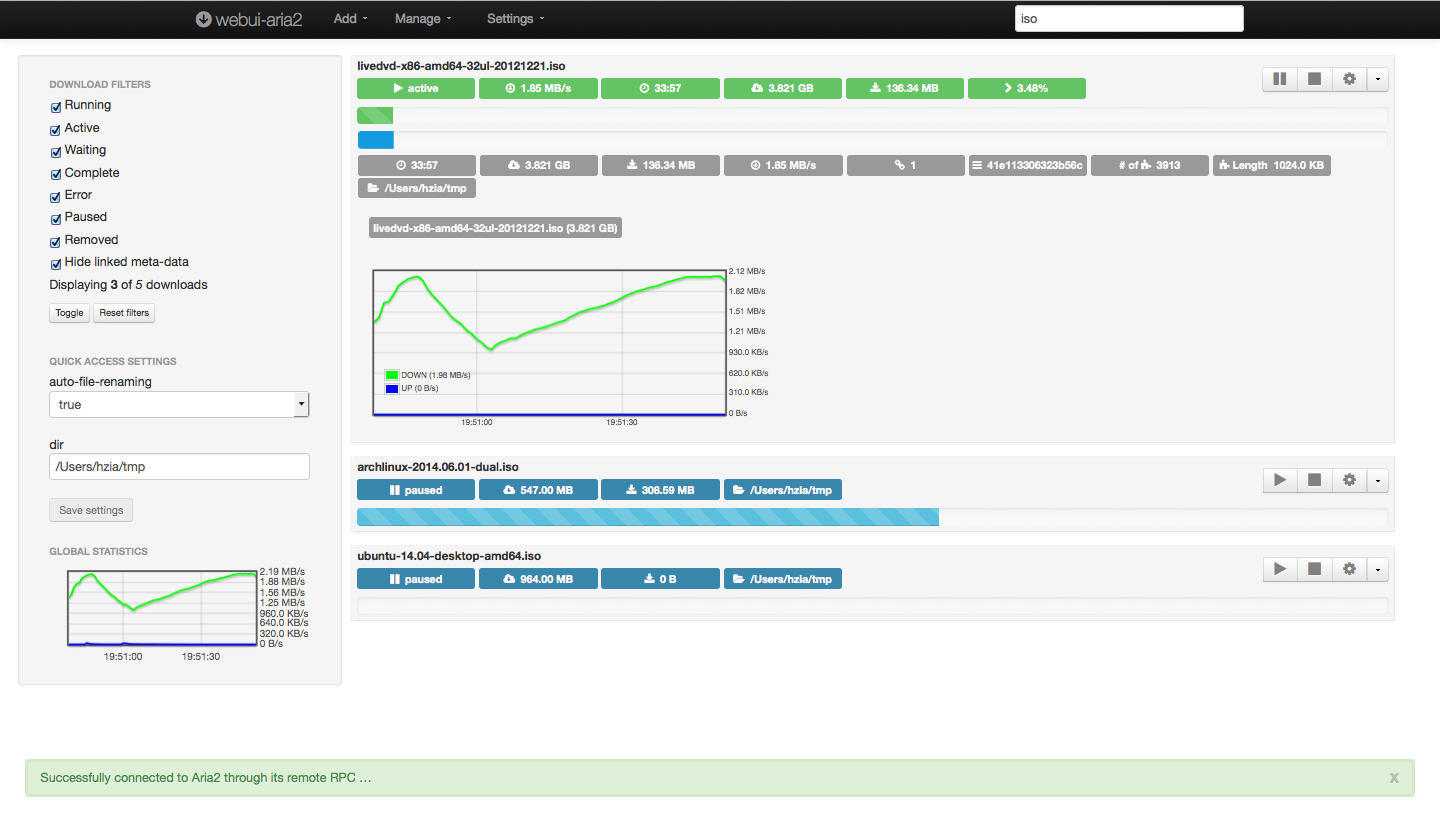 webui-aria2 Add Manage Settings iso
DOWNLOAD FILTERS
Running
Active
Waiting
Complete
Error
Paused
Removed
Hide linked meta-data
Displaying 3 of 5 downloads
Toggle Reset filters
QUICK ACCESS SETTINGS
auto-file-renaming
true
dir
/Users/hzia/tmp
Save settings
GLOBAL STATISTICS
2.19 MB/s
1.88 MB/s
1.56 MB/s
1.25 MB/s
960.0 KB/s
640.0 KB/s
320.0 KB/s
0 B/s
19:51:00 19:51:30
livedvd-x86-amd64-32ul-20121221.iso
active 1.85 MB/s 33:57 3.821 GB 136.34 MB 3.48%
33:57 3.821 GB 136.34 MB 1.85 MB/s 1 41e113306323b56c # of 3913 Length 1024.0 KB
/Users/hzia/tmp
livedvd-x86-amd64-32ul-20121221.iso (3.821 GB)
2.12 MB/s
1.82 MB/s
1.51 MB/s
1.21 MB/s
930.0 KB/s
620.0 KB/s
310.0 KB/s
0 B/s
DOWN (1.98 MB/s)
UP (0 B/s)
19:51:00 19:51:30
archlinux-2014.06.01-dual.iso
paused 547.00 MB 308.59 MB /Users/hzia/tmp
ubuntu-14.04-desktop-amd64.iso
paused 964.00 MB 0 B /Users/hzia/tmp
Successfully connected to Aria2 through its remote RPC … x